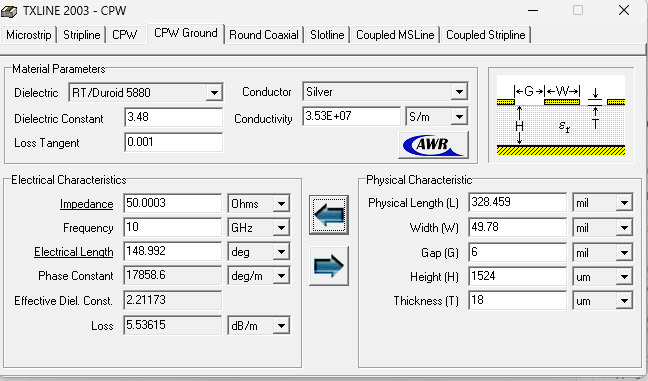 TXLINE 2003 - CPW
Microstrip Stripline CPW CPW Ground Round Coaxial Slotline Coupled MSLine Coupled Stripline
Material Parameters
Dielectric RT/Duroid 5880 Conductor Silver
Dielectric Constant 3.48 Conductivity 3.53E+07 S/m
Loss Tangent 0.001
AWR
G W
H εr T
Electrical Characteristics
Impedance 50.0003 Ohms
Frequency 10 GHz
Electrical Length 148.992 deg
Phase Constant 17858.6 deg/m
Effective Diel. Const. 2.21173
Loss 5.53615 dB/m
Physical Characteristic
Physical Length (L) 328.459 mil
Width (W) 49.78 mil
Gap (G) 6 mil
Height (H) 1524 um
Thickness (T) 18 um